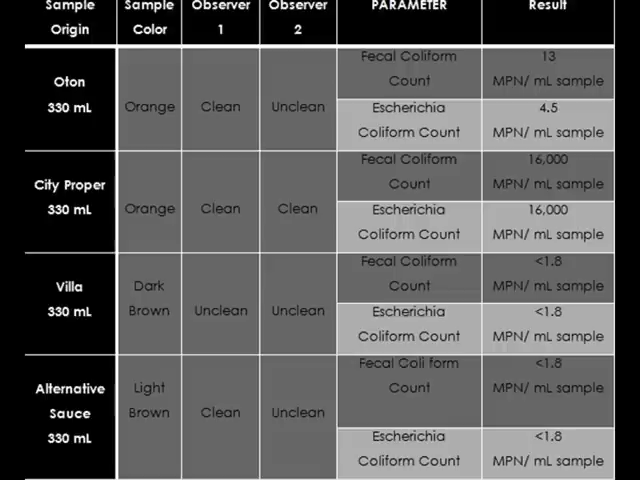 Sample Origin
Sample Color
Observer 1
Observer 2
PARAMETER
Result
Oton
330 mL
Orange
Clean
Unclean
Fecal Coliform
Count
13
MPN/ mL sample
Escherichia
Coliform Count
4.5
MPN/ mL sample
City Proper
330 mL
Orange
Clean
Clean
Fecal Coliform
Count
16,000
MPN/ mL sample
Escherichia
Coliform Count
16,000
MPN/ mL sample
Villa
330 mL
Dark
Brown
Unclean
Unclean
Fecal Coliform
Count
<1.8
MPN/ mL sample
Escherichia
Coliform Count
<1.8
MPN/ mL sample
Alternative
Sauce
330 mL
Light
Brown
Clean
Unclean
Fecal Coli form
Count
<1.8
MPN/ mL sample
Escherichia
Coliform Count
<1.8
MPN/ mL sample